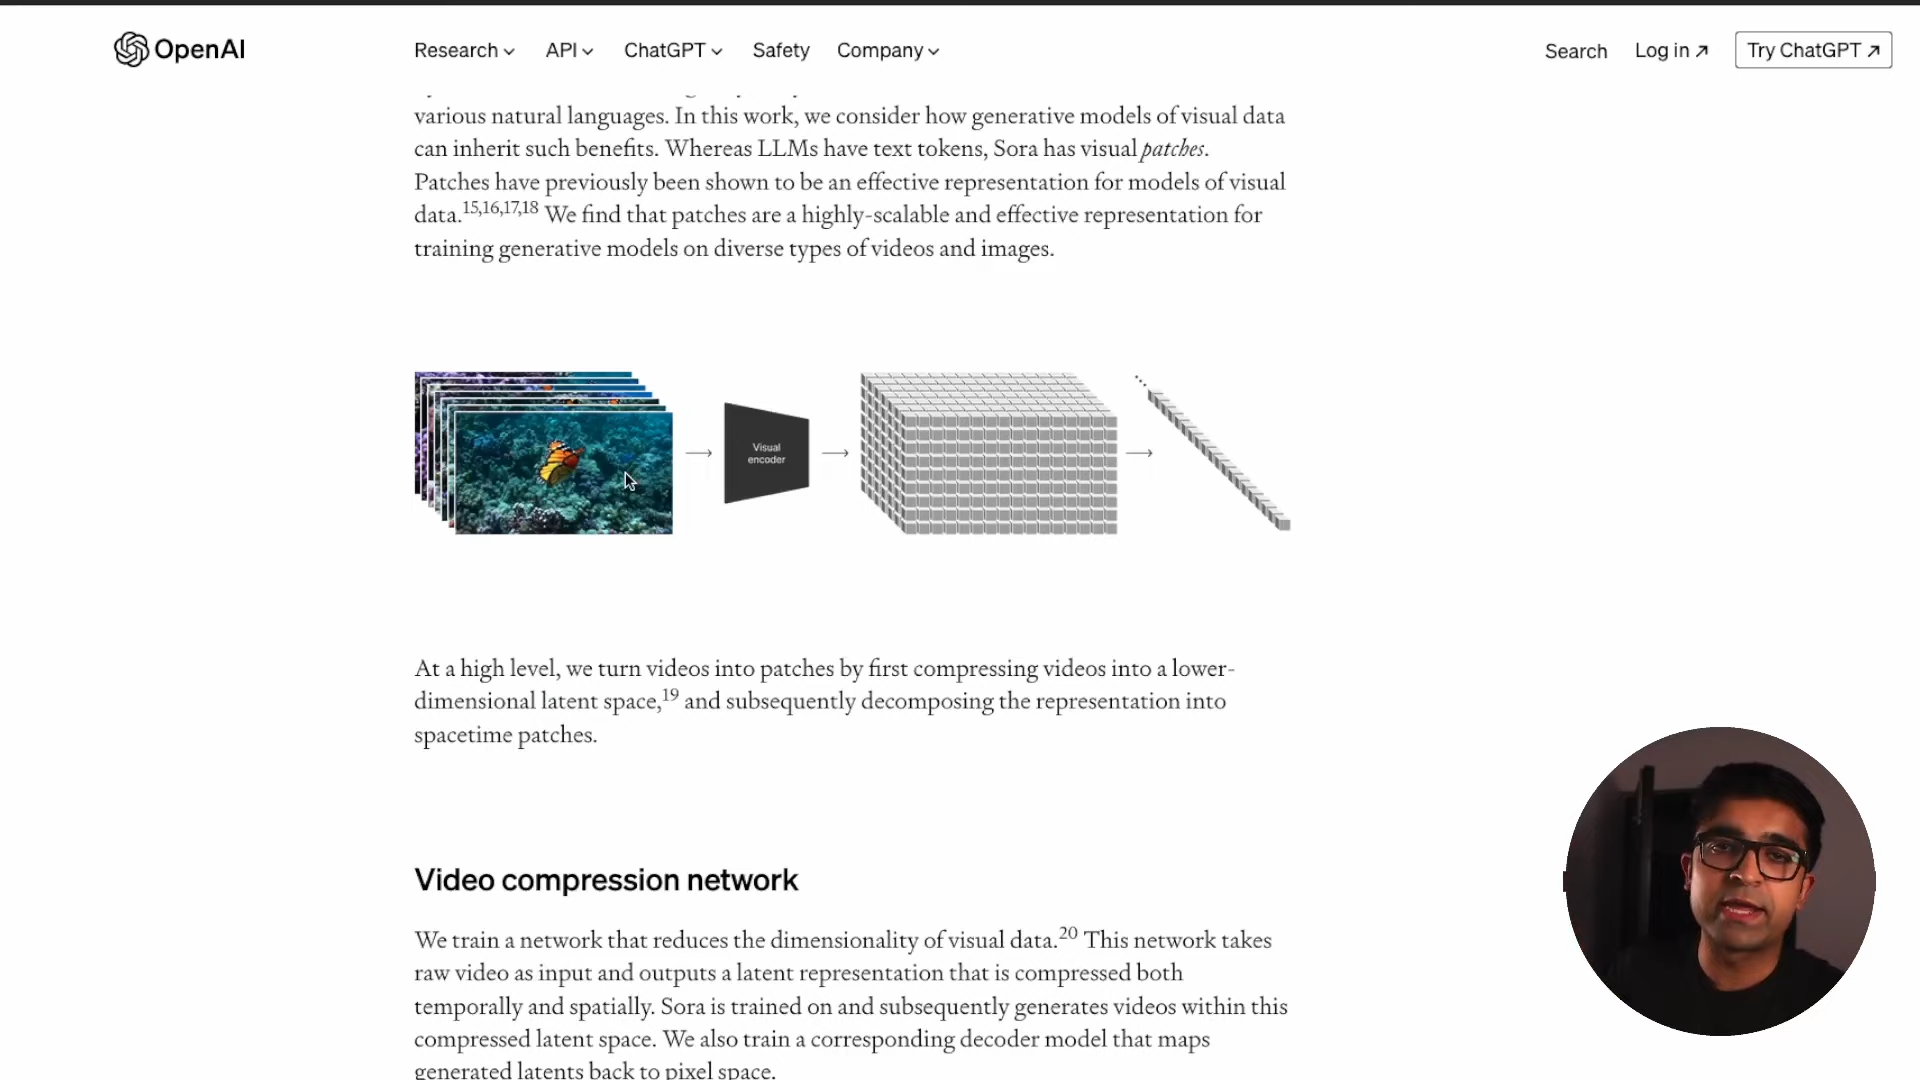 OpenAI
Research API ChatGPT Safety Company
Search Log in Try ChatGPT
various natural languages. In this work, we consider how generative models of visual data
can inherit such benefits. Whereas LLMs have text tokens, Sora has visual patches.
Patches have previously been shown to be an effective representation for models of visual
data.15,16,17,18 We find that patches are a highly-scalable and effective representation for
training generative models on diverse types of videos and images.
Visual
encoder
At a high level, we turn videos into patches by first compressing videos into a lower-
dimensional latent space,19 and subsequently decomposing the representation into
spacetime patches.
Video compression network
We train a network that reduces the dimensionality of visual data.20 This network takes
raw video as input and outputs a latent representation that is compressed both
temporally and spatially. Sora is trained on and subsequently generates videos within this
compressed latent space. We also train a corresponding decoder model that maps
generated latents back to pixel space.